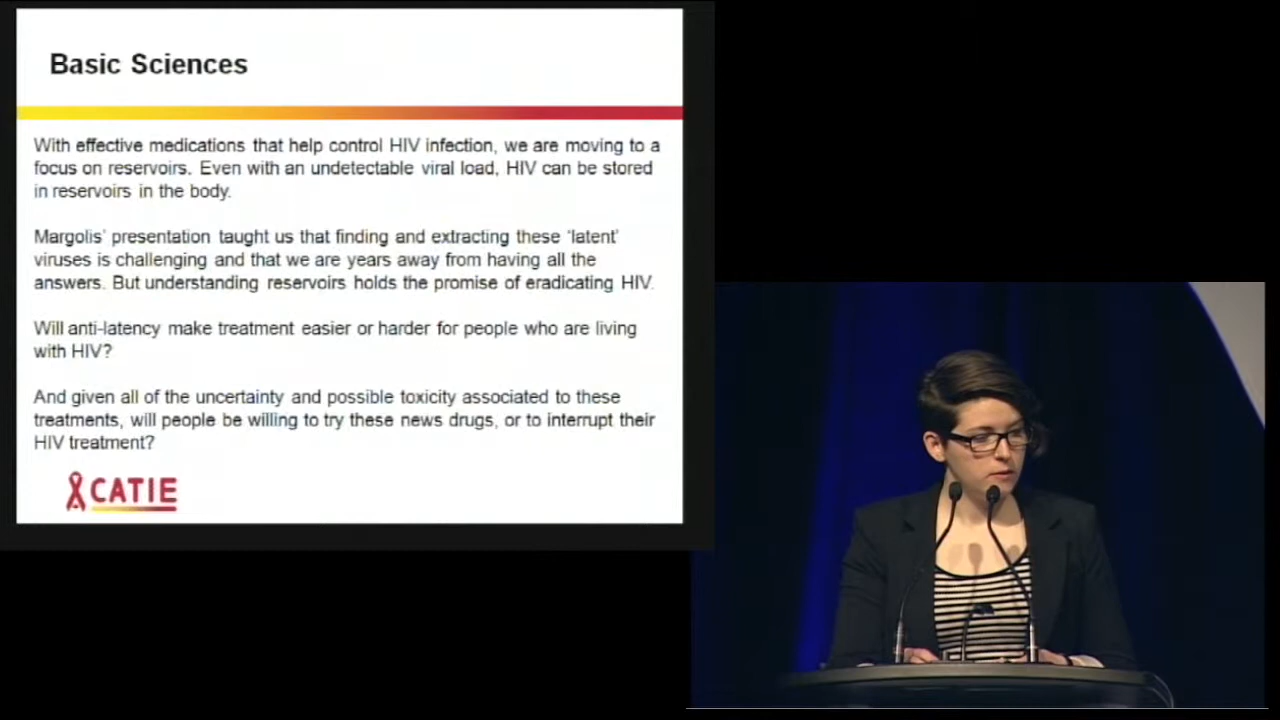 Basic Sciences
With effective medications that help control HIV infection, we are moving to a
focus on reservoirs. Even with an undetectable viral load, HIV can be stored
in reservoirs in the body.
Margolis' presentation taught us that finding and extracting these 'latent'
viruses is challenging and that we are years away from having all the
answers. But understanding reservoirs holds the promise of eradicating HIV.
Will anti-latency make treatment easier or harder for people who are living
with HIV?
And given all of the uncertainty and possible toxicity associated to these
treatments, will people be willing to try these news drugs, or to interrupt their
HIV treatment?
CATIE